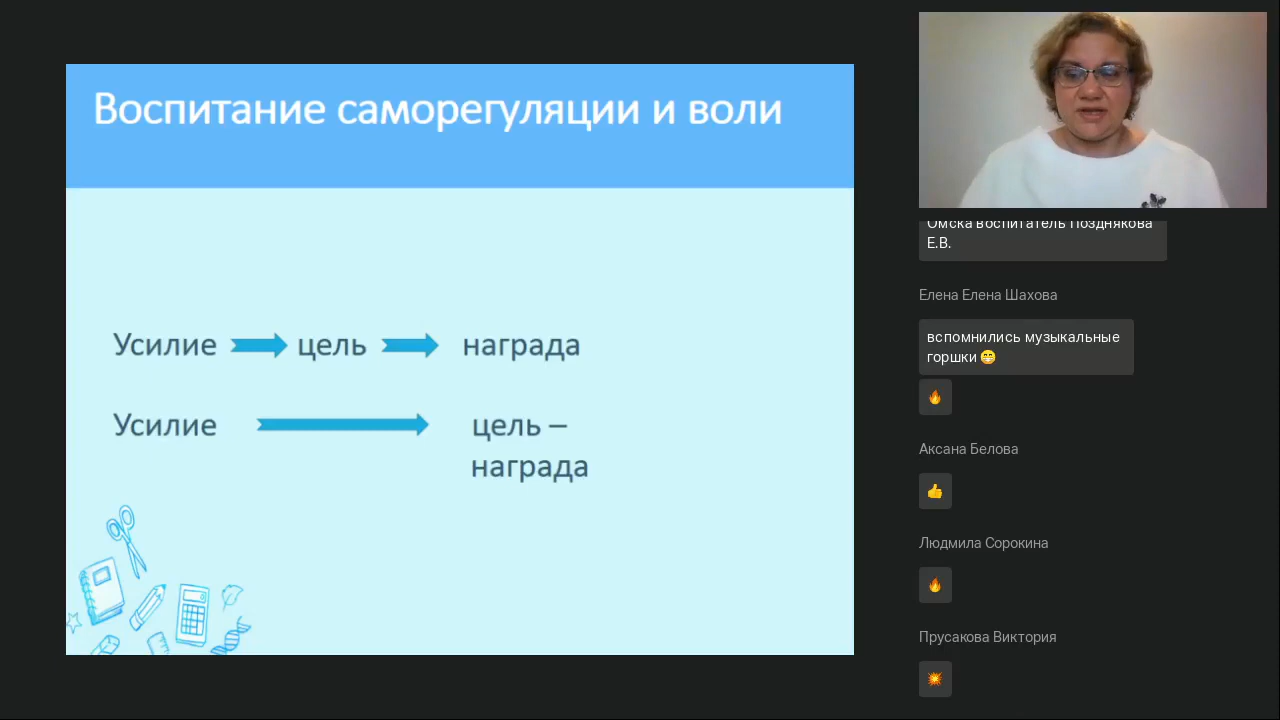 Воспитание саморегуляции и воли
Усилие цель награда
Усилие цель –
награда
Омска воспитатель Позднякова
Е.В.
Елена Елена Шахова
вспомнились музыкальные
горшки 😁
🔥
Аксана Белова
👍
Людмила Сорокина
🔥
Прусакова Виктория
💥